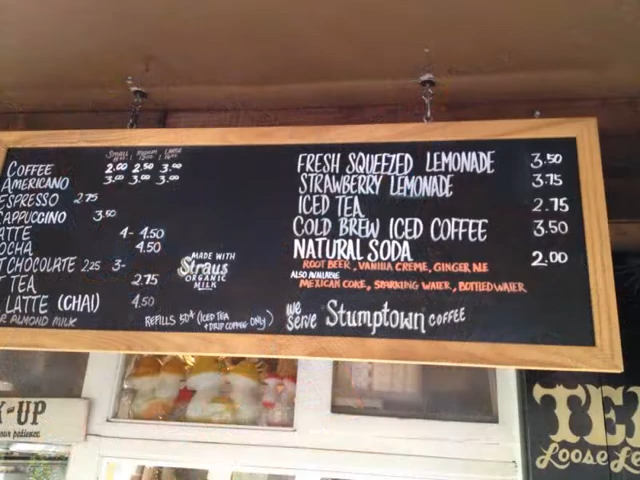 SMALL MEDIUM LARGE
COFFEE 2.00 2.50 3.00
AMERICANO 3.00 3.00 3.00
ESPRESSO 2.75
CAPPUCCINO 3.50
ATTE 4- 4.50
OCHA 4.50
T CHOCOLATE 2.25 3-
T TEA 2.75
LATTE (CHAI) 4.50
R ALMOND MILK
MADE WITH
Straus
ORGANIC
MILK
REFILLS 50¢ (ICED TEA
+ DRIP COFFEE ONLY)
FRESH SQUEEZED LEMONADE 3.50
STRAWBERRY LEMONADE 3.75
ICED TEA 2.75
COLD BREW ICED COFFEE 3.50
NATURAL SODA 2.00
ROOT BEER, VANILLA CREME, GINGER ALE
ALSO AVAILABLE
MEXICAN COKE, SPARKLING WATER, BOTTLED WATER
WE SERVE Stumptown COFFEE
K-UP
patience
TE
Loose Le